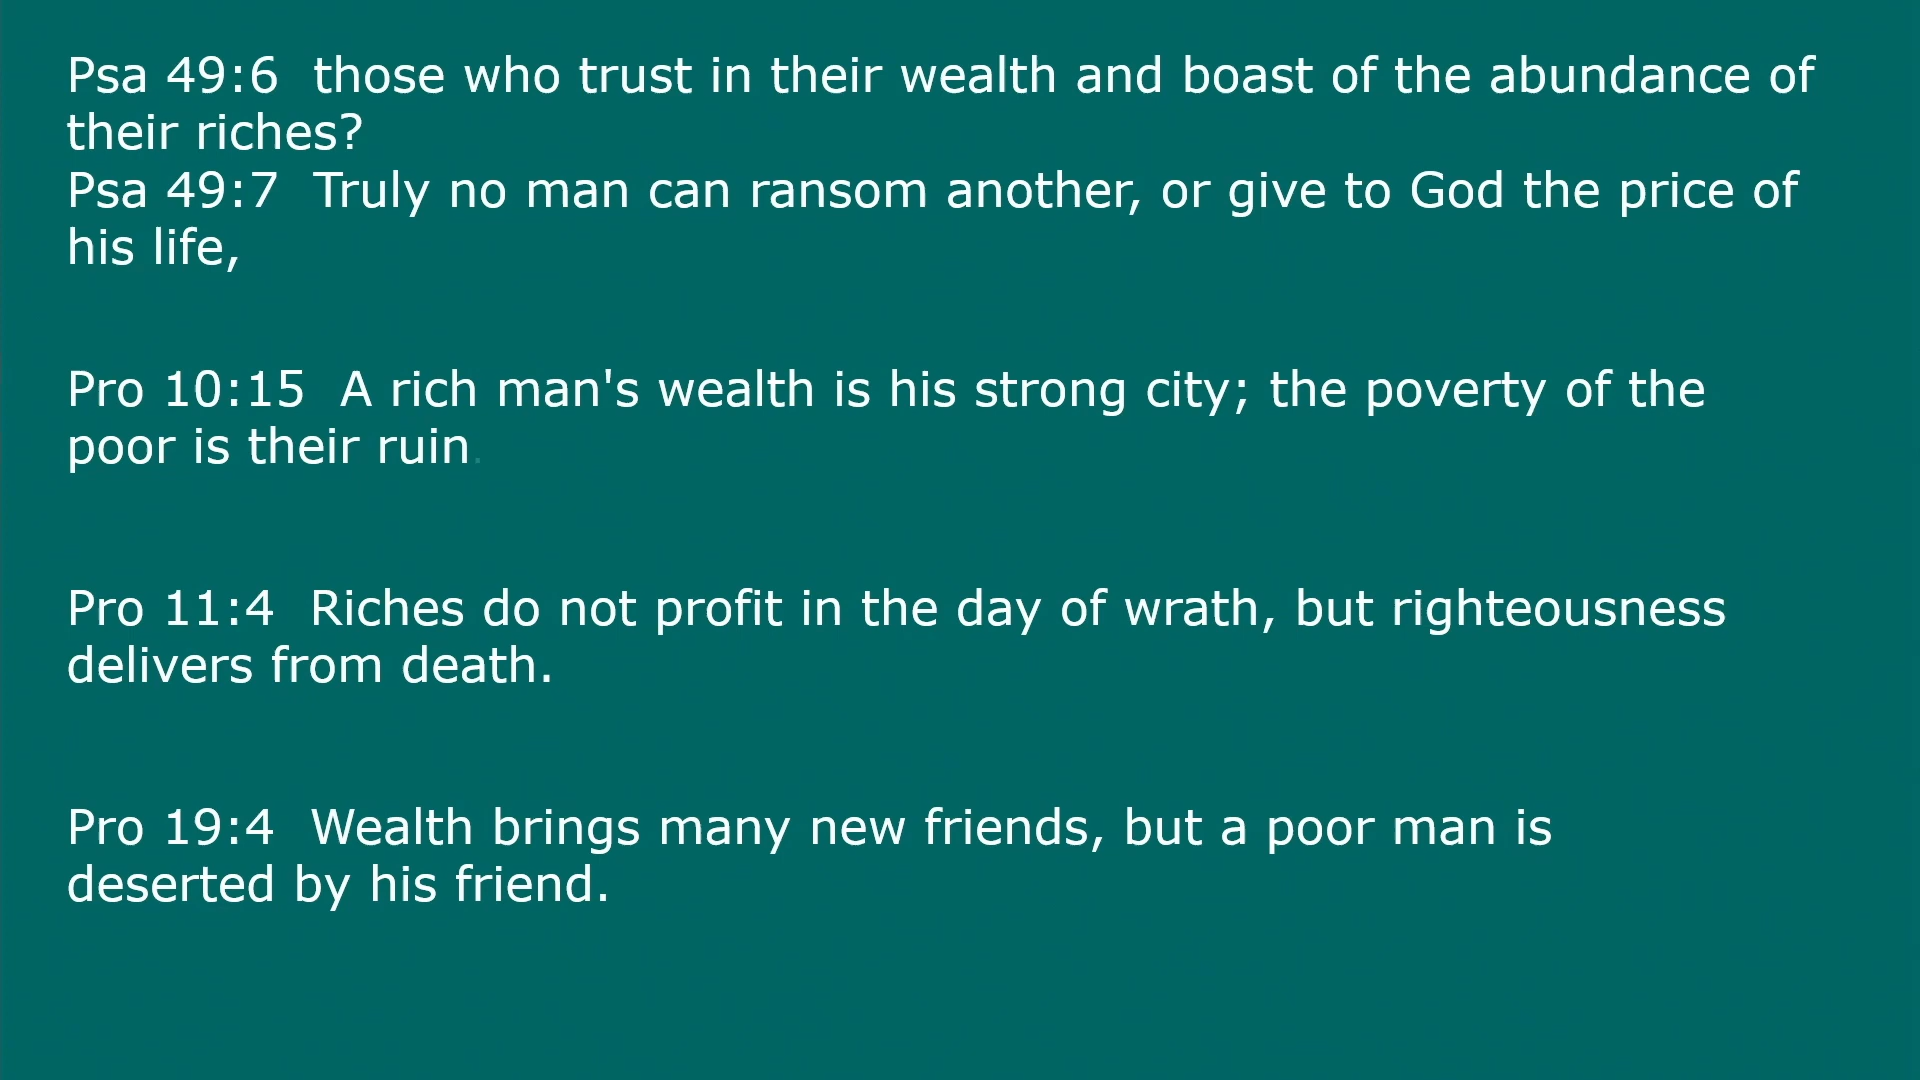 Psa 49:6  those who trust in their wealth and boast of the abundance of
their riches?
Psa 49:7  Truly no man can ransom another, or give to God the price of
his life,
Pro 10:15  A rich man's wealth is his strong city; the poverty of the
poor is their ruin.
Pro 11:4  Riches do not profit in the day of wrath, but righteousness
delivers from death.
Pro 19:4  Wealth brings many new friends, but a poor man is
deserted by his friend.